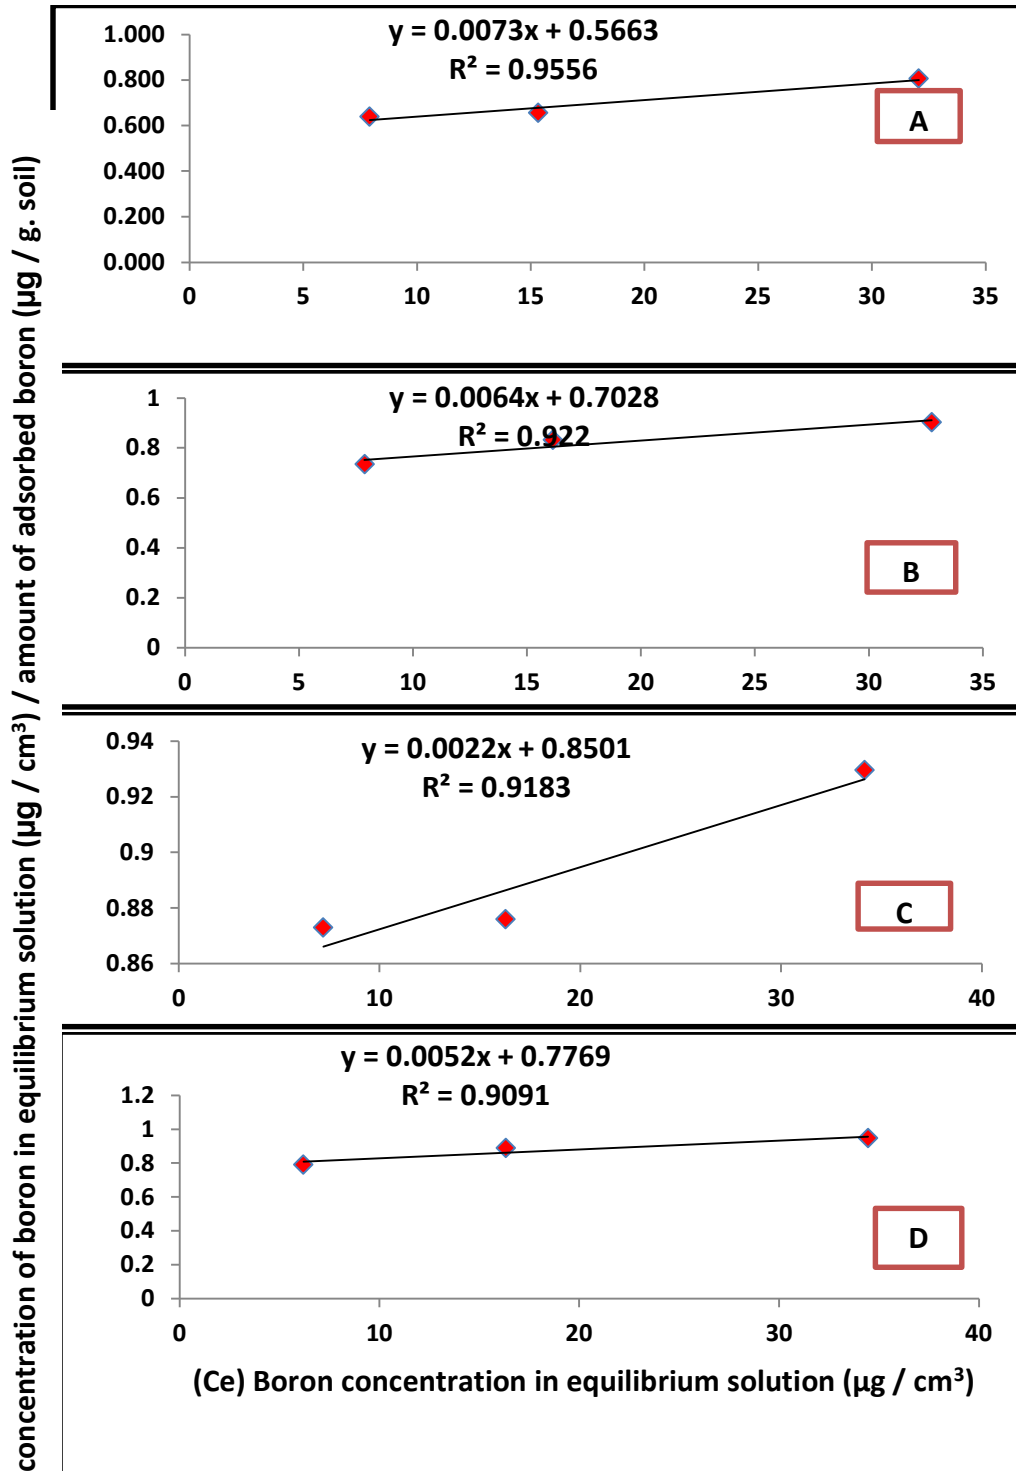 concentration of boron in equilibrium solution (µg / cm³) / amount of adsorbed boron (µg / g. soil)
y = 0.0073x + 0.5663
R² = 0.9556
1.000
0.800
0.600
0.400
0.200
0.000
0 5 10 15 20 25 30 35
A
y = 0.0064x + 0.7028
R² = 0.922
1
0.8
0.6
0.4
0.2
0
0 5 10 15 20 25 30 35
B
y = 0.0022x + 0.8501
R² = 0.9183
0.94
0.92
0.9
0.88
0.86
0 10 20 30 40
C
y = 0.0052x + 0.7769
R² = 0.9091
1.2
1
0.8
0.6
0.4
0.2
0
0 10 20 30 40
D
(Ce) Boron concentration in equilibrium solution (µg / cm³)